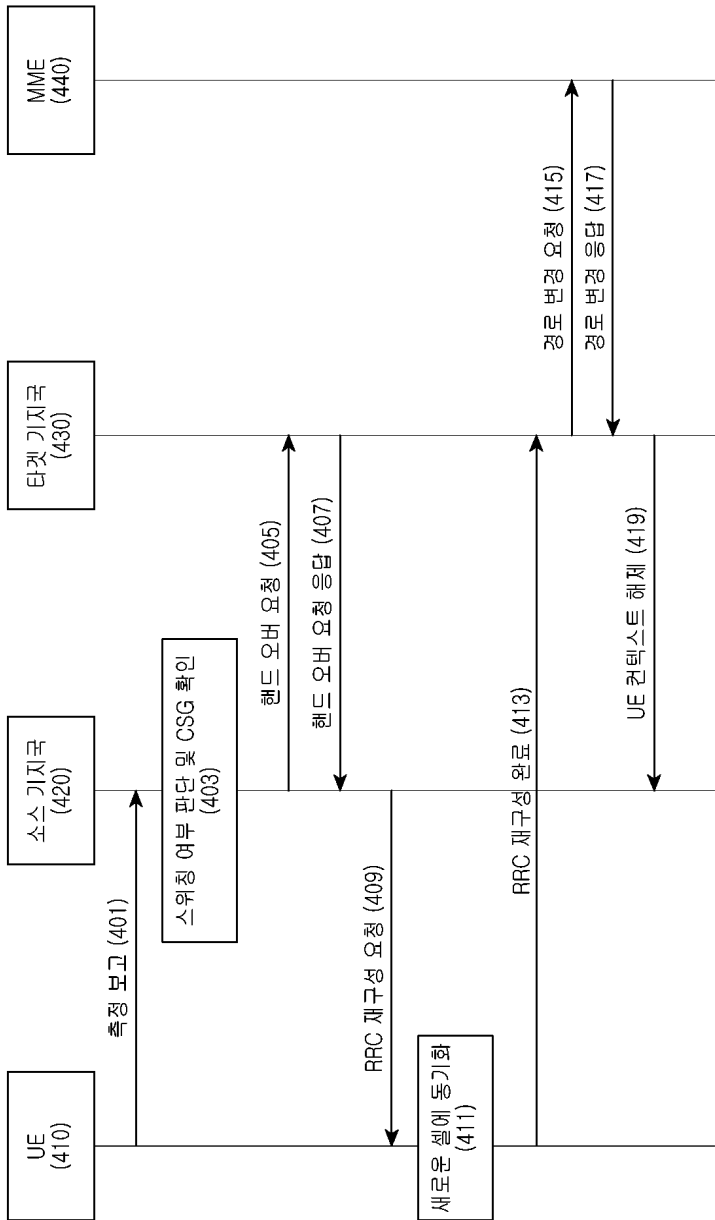 UE
(410)
소스 기지국
(420)
타겟 기지국
(430)
MME
(440)
측정 보고 (401)
스위칭 여부 판단 및 CSG 확인
(403)
핸드 오버 요청 (405)
핸드 오버 요청 응답 (407)
RRC 재구성 요청 (409)
새로운 셀에 동기화
(411)
RRC 재구성 완료 (413)
경로 변경 요청 (415)
경로 변경 응답 (417)
UE 컨텍스트 해제 (419)